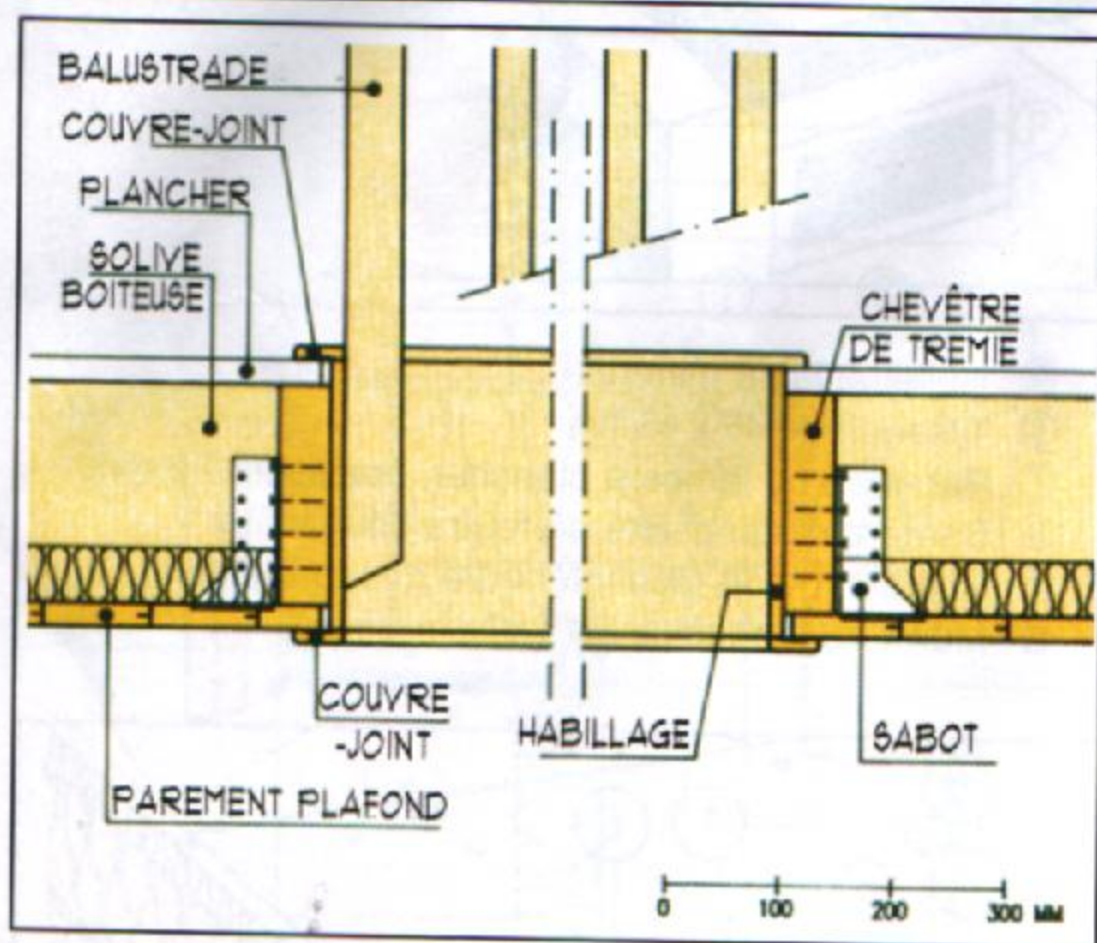 BALUSTRADE
COUVRE-JOINT
PLANCHER
SOLIVE
BOITEUSE
CHEVÊTRE
DE TREMIE
COUVRE
-JOINT
HABILLAGE
SABOT
PAREMENT PLAFOND
0 100 200 300 MM